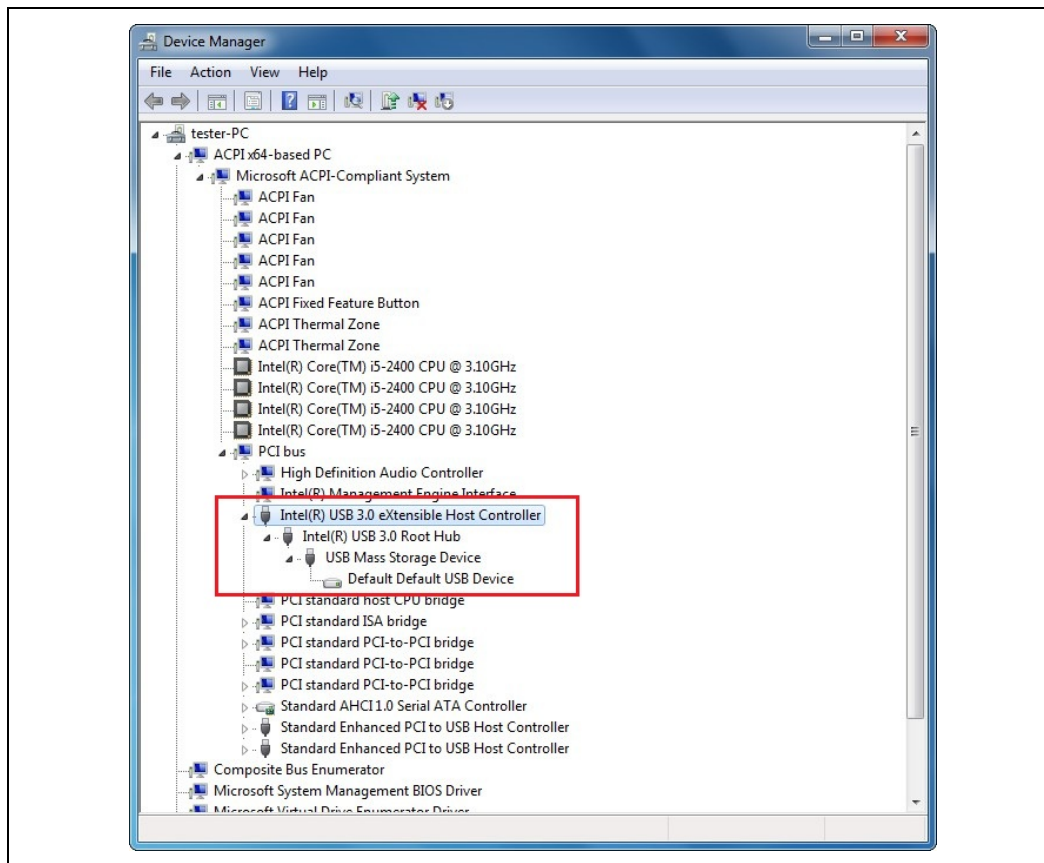 Device Manager
File Action View Help
tester-PC
ACPI x64-based PC
Microsoft ACPI-Compliant System
ACPI Fan
ACPI Fan
ACPI Fan
ACPI Fan
ACPI Fan
ACPI Fixed Feature Button
ACPI Thermal Zone
ACPI Thermal Zone
Intel(R) Core(TM) i5-2400 CPU @ 3.10GHz
Intel(R) Core(TM) i5-2400 CPU @ 3.10GHz
Intel(R) Core(TM) i5-2400 CPU @ 3.10GHz
Intel(R) Core(TM) i5-2400 CPU @ 3.10GHz
PCI bus
High Definition Audio Controller
Intel(R) Management Engine Interface
Intel(R) USB 3.0 eXtensible Host Controller
Intel(R) USB 3.0 Root Hub
USB Mass Storage Device
Default Default USB Device
PCI standard host CPU bridge
PCI standard ISA bridge
PCI standard PCI-to-PCI bridge
PCI standard PCI-to-PCI bridge
PCI standard PCI-to-PCI bridge
Standard AHCI 1.0 Serial ATA Controller
Standard Enhanced PCI to USB Host Controller
Standard Enhanced PCI to USB Host Controller
Composite Bus Enumerator
Microsoft System Management BIOS Driver
Microsoft Virtual Drive Enumerator Driver